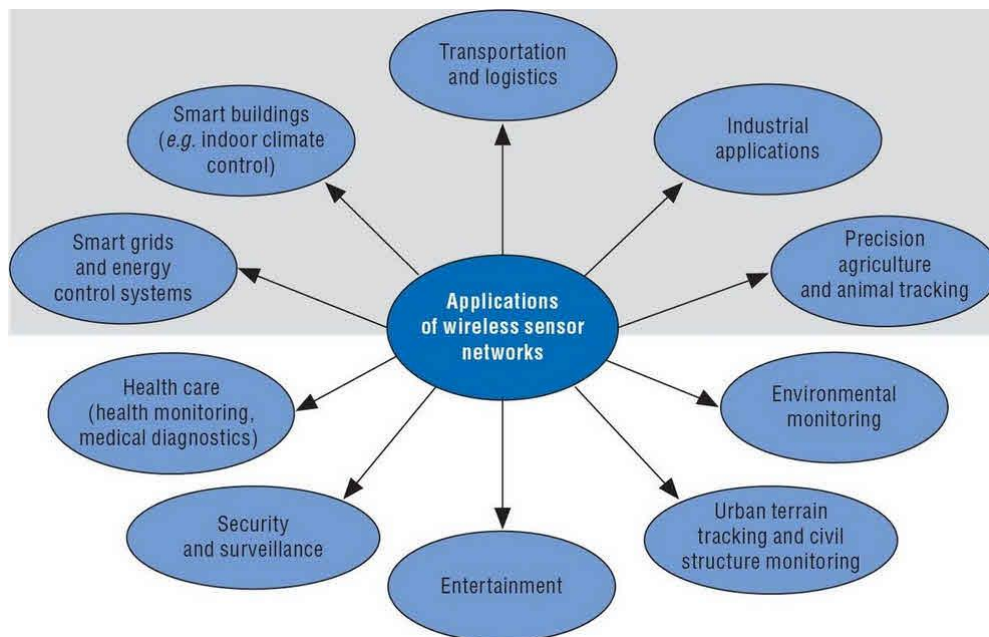 Transportation
and logistics
Smart buildings
(e.g. indoor climate
control)
Industrial
applications
Smart grids
and energy
control systems
Precision
agriculture
and animal tracking
Applications
of wireless sensor
networks
Health care
(health monitoring,
medical diagnostics)
Environmental
monitoring
Security
and surveillance
Urban terrain
tracking and civil
structure monitoring
Entertainment